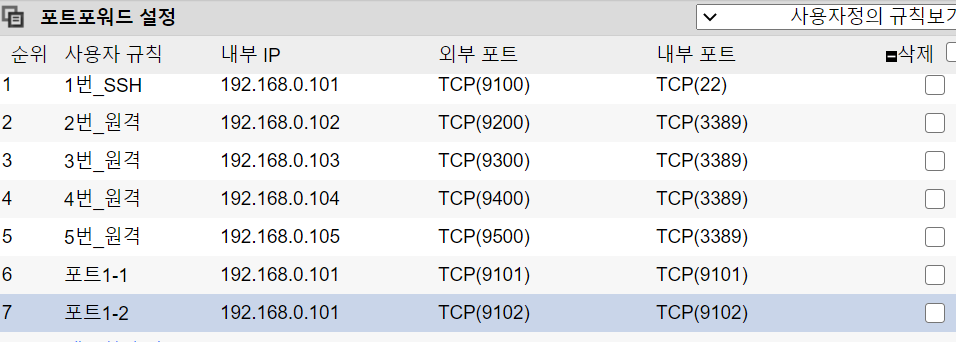 포트포워드 설정 사용자정의 규칙보기
순위 사용자 규칙 내부 IP 외부 포트 내부 포트 삭제
1 1번_SSH 192.168.0.101 TCP(9100) TCP(22)
2 2번_원격 192.168.0.102 TCP(9200) TCP(3389)
3 3번_원격 192.168.0.103 TCP(9300) TCP(3389)
4 4번_원격 192.168.0.104 TCP(9400) TCP(3389)
5 5번_원격 192.168.0.105 TCP(9500) TCP(3389)
6 포트1-1 192.168.0.101 TCP(9101) TCP(9101)
7 포트1-2 192.168.0.101 TCP(9102) TCP(9102)